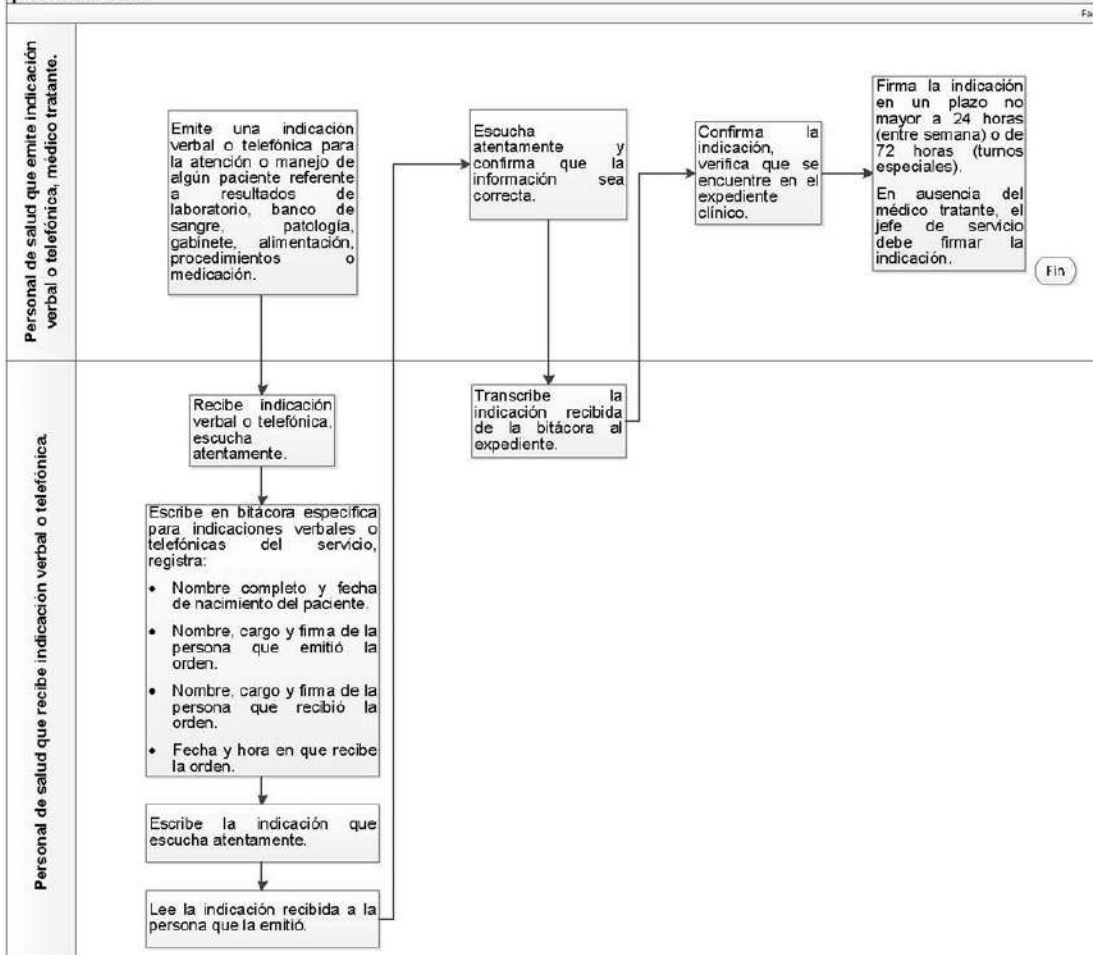 Personal de salud que emite indicación
verbal o telefónica, médico tratante.
Emite una indicación
verbal o telefónica para
la atención o manejo de
algún paciente referente
a resultados de
laboratorio, banco de
sangre, patología,
gabinete, alimentación,
procedimientos o
medicación.
Escucha
atentamente y
confirma que la
información sea
correcta.
Confirma la
indicación,
verifica que se
encuentre en el
expediente
clínico.
Firma la indicación
en un plazo no
mayor a 24 horas
(entre semana) o de
72 horas (turnos
especiales).
En ausencia del
médico tratante, el
jefe de servicio
debe firmar la
indicación.
Fin
Personal de salud que recibe indicación verbal o telefónica.
Recibe indicación
verbal o telefónica,
escucha
atentamente.
Escribe en bitácora específica
para indicaciones verbales o
telefónicas del servicio,
registra:
• Nombre completo y fecha
de nacimiento del paciente.
• Nombre, cargo y firma de la
persona que emitió la
orden.
• Nombre, cargo y firma de la
persona que recibió la
orden.
• Fecha y hora en que recibe
la orden.
Escribe la indicación que
escucha atentamente.
Lee la indicación recibida a la
persona que la emitió.
Transcribe la
indicación recibida
de la bitácora al
expediente.